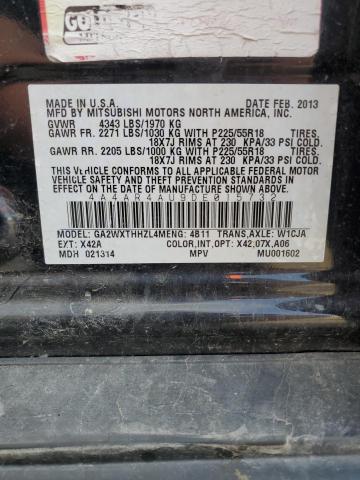 MADE IN U.S.A. DATE FEB. 2013
MFD BY MITSUBISHI MOTORS NORTH AMERICA, INC.
GVWR 4343 LBS/1970 KG
GAWR FR. 2271 LBS/1030 KG WITH P225/55R18 TIRES,
18X7J RIMS AT 230 KPA/33 PSI COLD.
GAWR RR. 2205 LBS/1000 KG WITH P225/55R18 TIRES,
18X7J RIMS AT 230 KPA/33 PSI COLD.
THIS VEHICLE CONFORMS TO ALL APPLICABLE FEDERAL
MOTOR VEHICLE SAFETY, BUMPER, AND THEFT PREVENTION
STANDARDS IN EFFECT ON THE DATE OF MANUFACTURE
SHOWN ABOVE.
4A4AR4AU9DE015732
MODEL: GA2WXTHHZL4M ENG: 4B11 TRANS,AXLE: W1CJA
EXT: X42A COLOR,INT,OPT: X42,07X,A06
MDH 021314 MPV MU001602